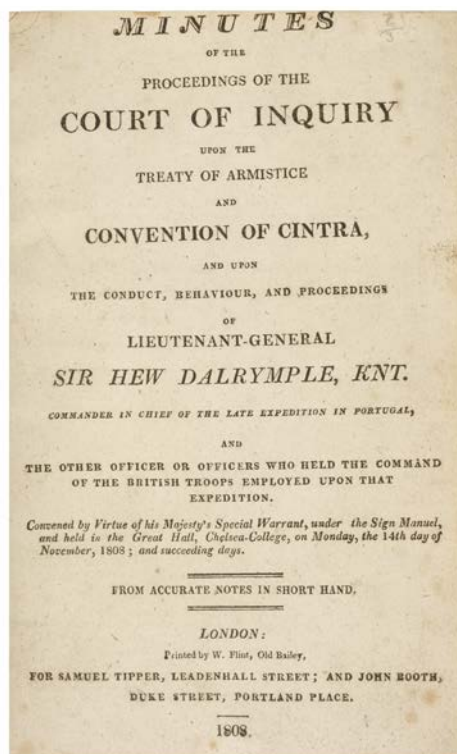 MINUTES
OF THE
PROCEEDINGS OF THE
COURT OF INQUIRY
UPON THE
TREATY OF ARMISTICE
AND
CONVENTION OF CINTRA,
AND UPON
THE CONDUCT, BEHAVIOUR, AND PROCEEDINGS
OF
LIEUTENANT-GENERAL
SIR HEW DALRYMPLE, KNT.
COMMANDER IN CHIEF OF THE LATE EXPEDITION IN PORTUGAL,
AND
THE OTHER OFFICER OR OFFICERS WHO HELD THE COMMAND
OF THE BRITISH TROOPS EMPLOYED UPON THAT
EXPEDITION.
Convened by Virtue of his Majesty's Special Warrant, under the Sign Manuel,
and held in the Great Hall, Chelsea-College, on Monday, the 14th day of
November, 1808; and succeeding days.
FROM ACCURATE NOTES IN SHORT HAND.
LONDON:
Printed by W. Flint, Old Bailey,
FOR SAMUEL TIPPER, LEADENHALL STREET; AND JOHN BOOTH,
DUKE STREET, PORTLAND PLACE.
1808.